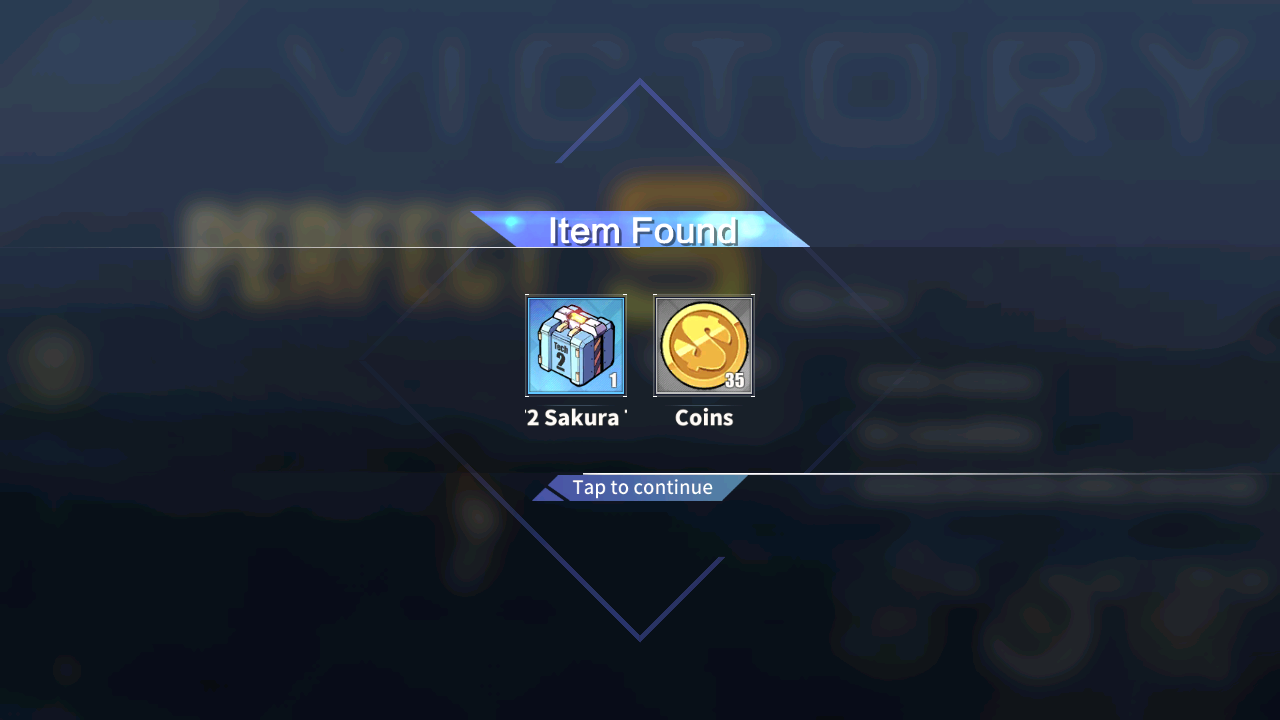 VICTORY
PERFECT S
Item Found
Tech
2
1
35
'2 Sakura '
Coins
Tap to continue